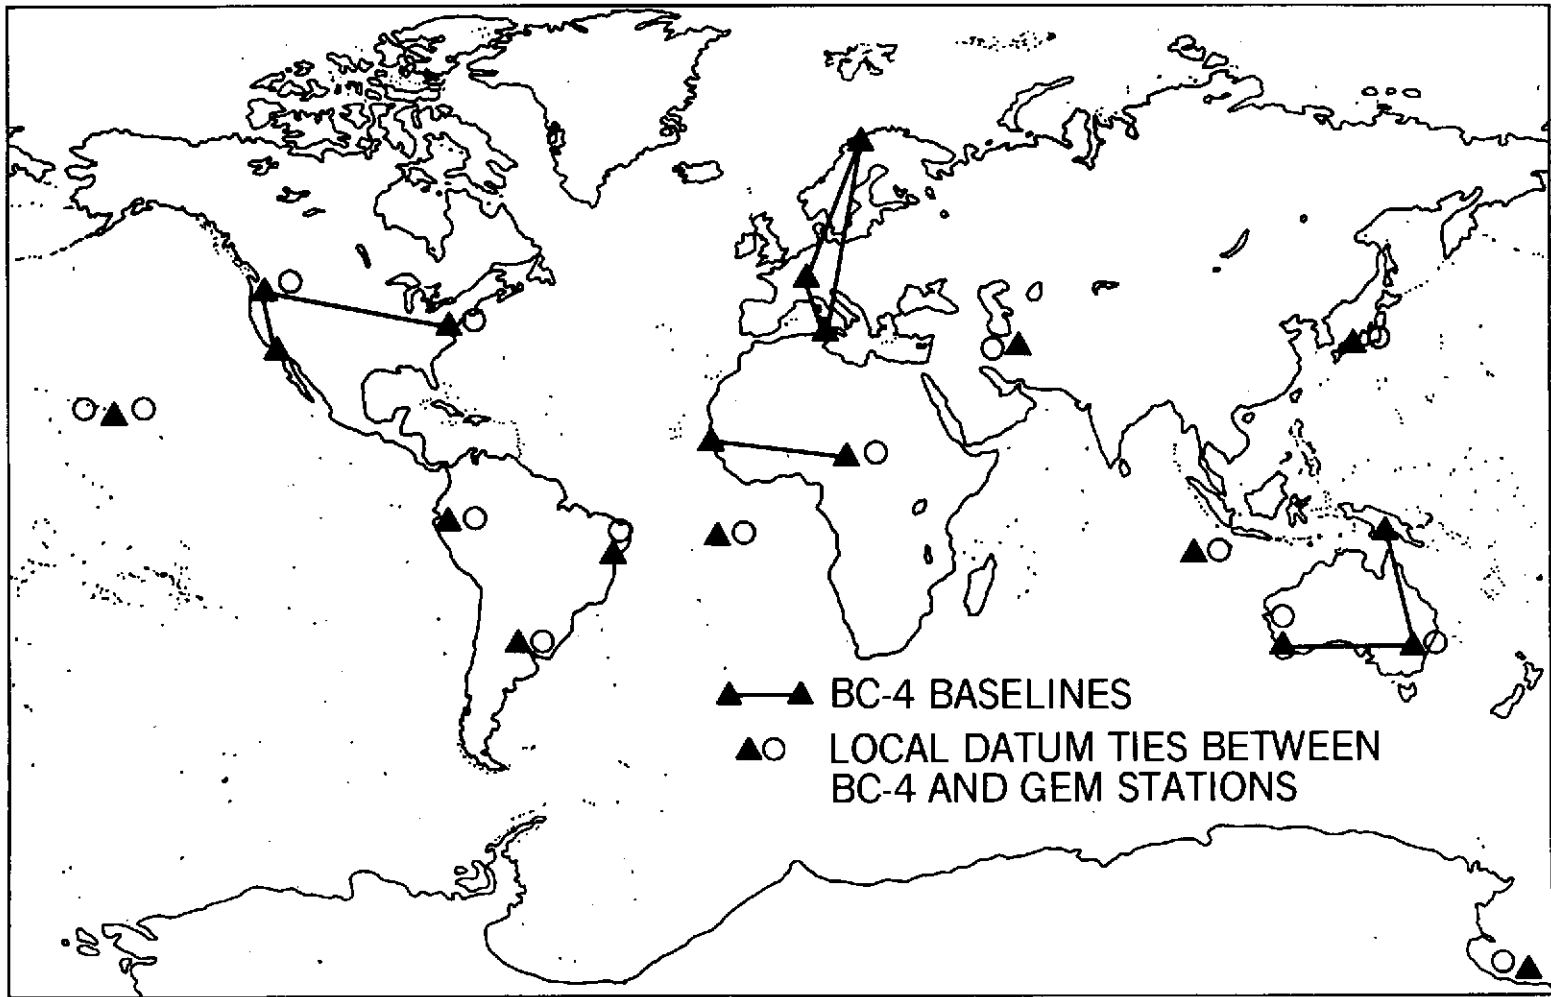 BC-4 BASELINES
LOCAL DATUM TIES BETWEEN
BC-4 AND GEM STATIONS